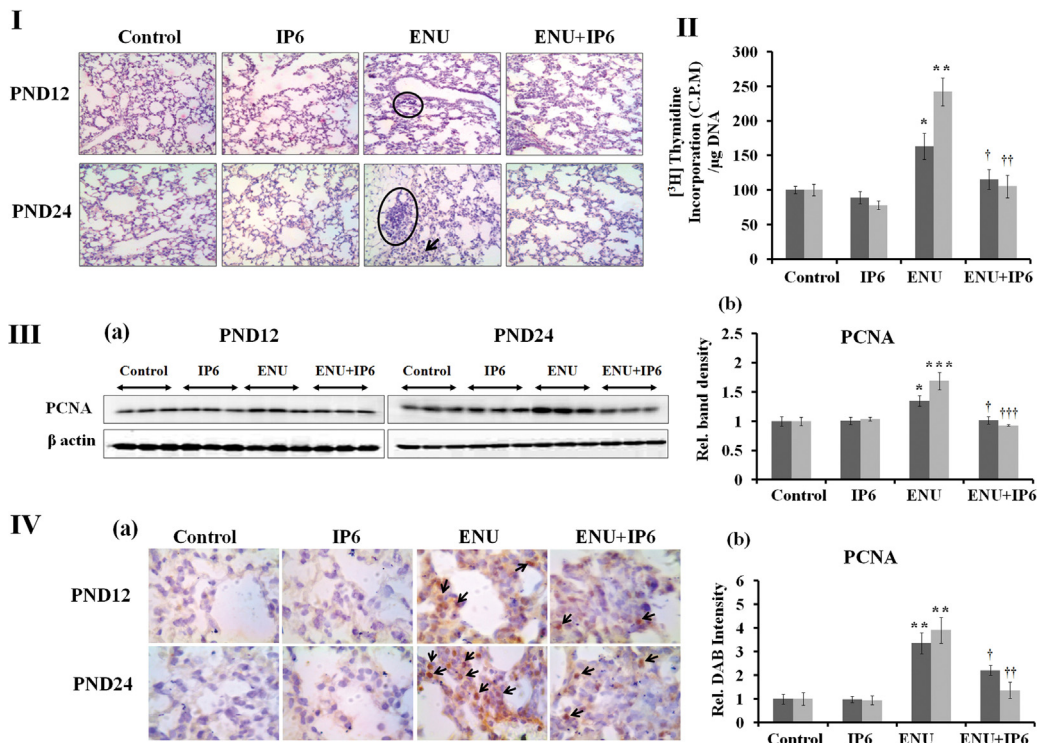 I
Control IP6 ENU ENU+IP6
PND12
PND24
II
[³H] Thymidine
Incorporation (C.P.M)
/µg DNA
300
250
200
150
100
50
0
* ** † ††
Control IP6 ENU ENU+IP6
III
(a)
PND12 PND24
Control IP6 ENU ENU+IP6 Control IP6 ENU ENU+IP6
PCNA
β actin
(b)
PCNA
Rel. band density
2.5
2
1.5
1
0.5
0
* *** † †††
Control IP6 ENU ENU+IP6
IV
(a)
Control IP6 ENU ENU+IP6
PND12
PND24
(b)
PCNA
Rel. DAB Intensity
6
5
4
3
2
1
0
** ** † ††
Control IP6 ENU ENU+IP6